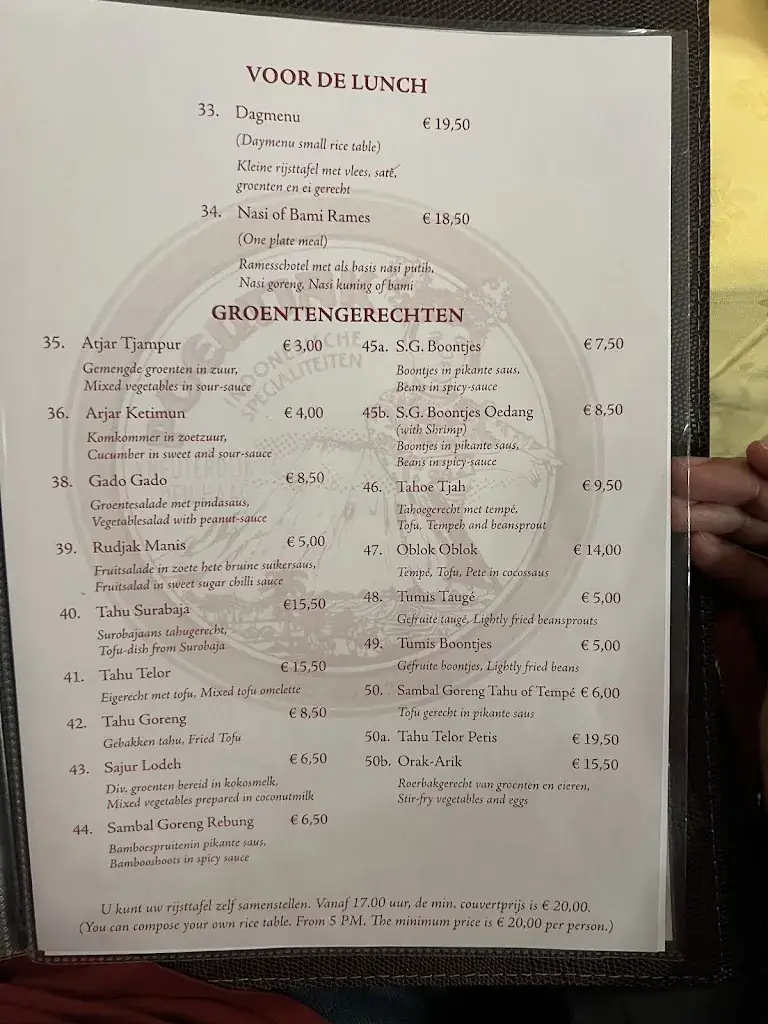 VOOR DE LUNCH
33. Dagmenu € 19,50
(Daymenu small rice table)
Kleine rijsttafel met vlees, saté,
groenten en ei gerecht
34. Nasi of Bami Rames € 18,50
(One plate meal)
Ramesschotel met als basis nasi putih,
Nasi goreng, Nasi kuning of bami
GROENTENGERECHTEN
35. Atjar Tjampur € 3,00
Gemengde groenten in zuur,
Mixed vegetables in sour-sauce
36. Arjar Ketimun € 4,00
Komkommer in zoetzuur,
Cucumber in sweet and sour-sauce
38. Gado Gado € 8,50
Groentesalade met pindasaus,
Vegetablesalad with peanut-sauce
39. Rudjak Manis € 5,00
Fruitsalade in zoete hete bruine suikersaus,
Fruitsalad in sweet sugar chilli sauce
40. Tahu Surabaja €15,50
Surobajaans tahugerecht,
Tofu-dish from Surobaja
41. Tahu Telor € 15,50
Eigerecht met tofu, Mixed tofu omelette
42. Tahu Goreng € 8,50
Gebakken tahu, Fried Tofu
43. Sajur Lodeh € 6,50
Div. groenten bereid in kokosmelk,
Mixed vegetables prepared in coconutmilk
44. Sambal Goreng Rebung € 6,50
Bamboespruitenin pikante saus,
Bambooshoots in spicy sauce
45a. S.G. Boontjes € 7,50
Boontjes in pikante saus,
Beans in spicy-sauce
45b. S.G. Boontjes Oedang € 8,50
(with Shrimp)
Boontjes in pikante saus,
Beans in spicy-sauce
46. Tahoe Tjah € 9,50
Tahoegerecht met tempé,
Tofu, Tempeh and beansprout
47. Oblok Oblok € 14,00
Tempé, Tofu, Pete in cocossaus
48. Tumis Taugé € 5,00
Gefruite taugé, Lightly fried beansprouts
49. Tumis Boontjes € 5,00
Gefruite boontjes, Lightly fried beans
50. Sambal Goreng Tahu of Tempé € 6,00
Tofu gerecht in pikante saus
50a. Tahu Telor Petis € 19,50
50b. Orak-Arik € 15,50
Roerbakgerecht van groenten en eieren,
Stir-fry vegetables and eggs
U kunt uw rijsttafel zelf samenstellen. Vanaf 17.00 uur, de min. couvertprijs is € 20,00.
(You can compose your own rice table. From 5 PM. The minimum price is € 20,00 per person.)
INDONESISCHE
SPECIALITEITEN